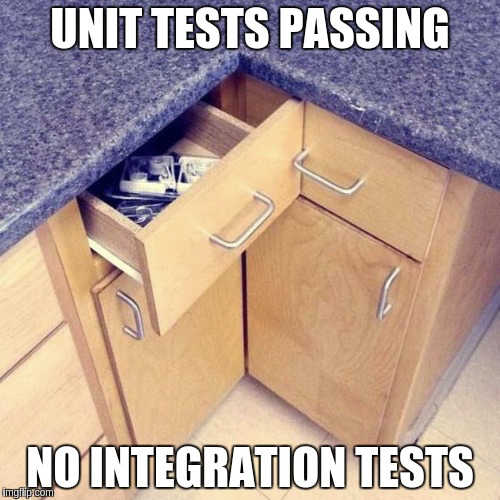 UNIT TESTS PASSING
NO INTEGRATION TESTS
imgflip.com